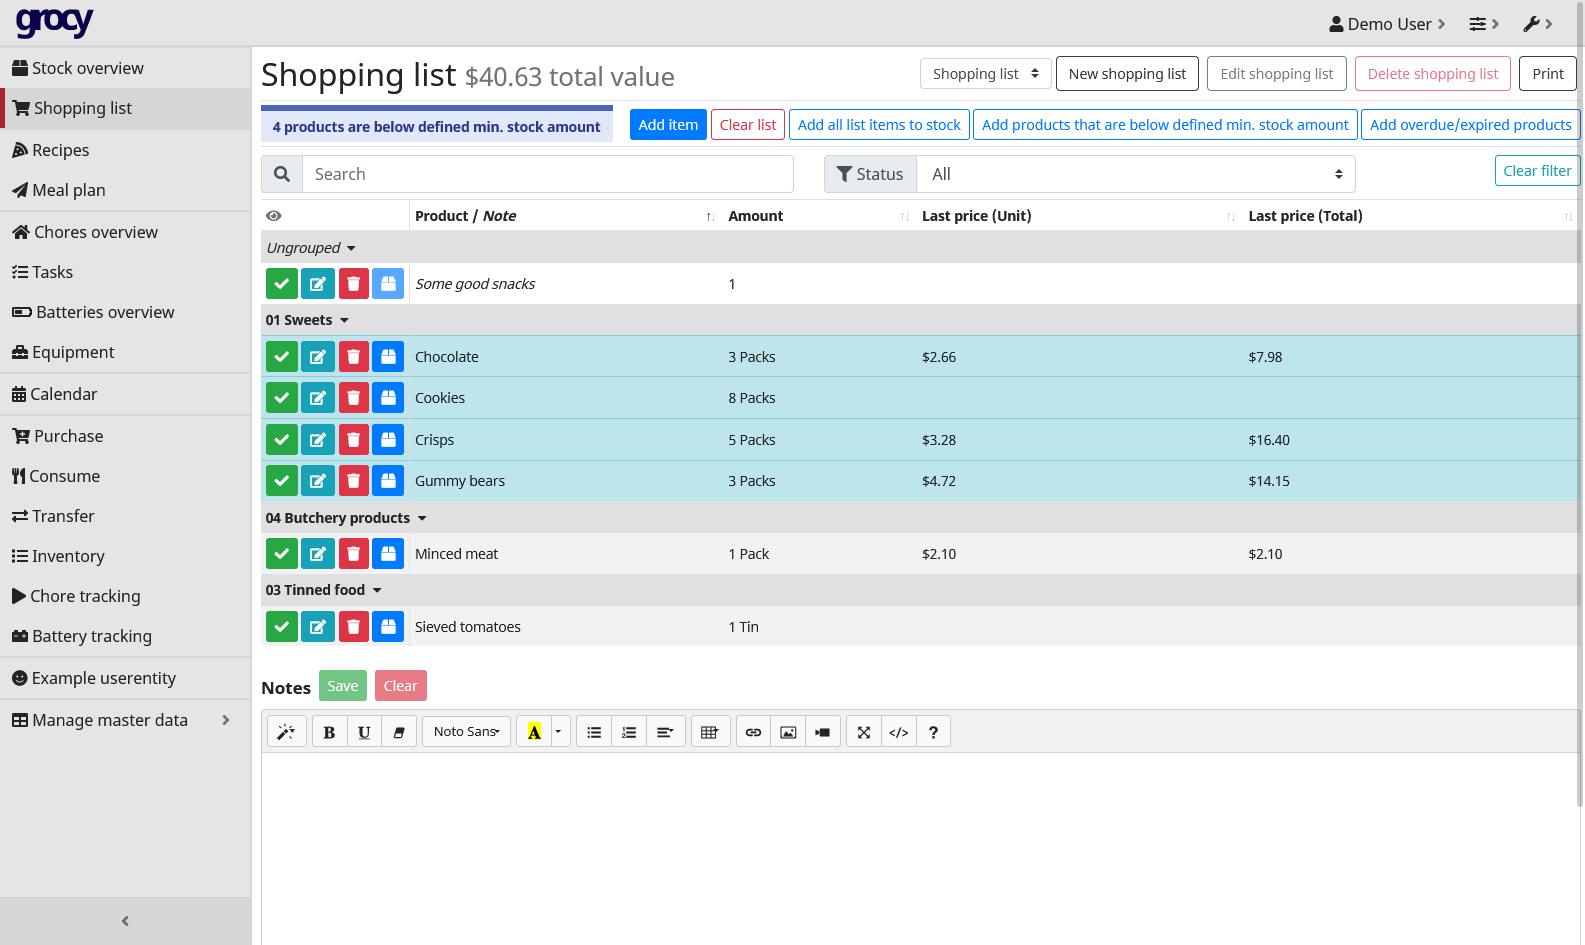 grocy
Demo User
Stock overview
Shopping list
Recipes
Meal plan
Chores overview
Tasks
Batteries overview
Equipment
Calendar
Purchase
Consume
Transfer
Inventory
Chore tracking
Battery tracking
Example userentity
Manage master data
Shopping list $40.63 total value
Shopping list
New shopping list
Edit shopping list
Delete shopping list
Print
4 products are below defined min. stock amount
Add item
Clear list
Add all list items to stock
Add products that are below defined min. stock amount
Add overdue/expired products
Search
Status
All
Clear filter
Product / Note Amount Last price (Unit) Last price (Total)
Ungrouped
Some good snacks 1
01 Sweets
Chocolate 3 Packs $2.66 $7.98
Cookies 8 Packs
Crisps 5 Packs $3.28 $16.40
Gummy bears 3 Packs $4.72 $14.15
04 Butchery products
Minced meat 1 Pack $2.10 $2.10
03 Tinned food
Sieved tomatoes 1 Tin
Notes
Save
Clear
B U Noto Sans A </> ?